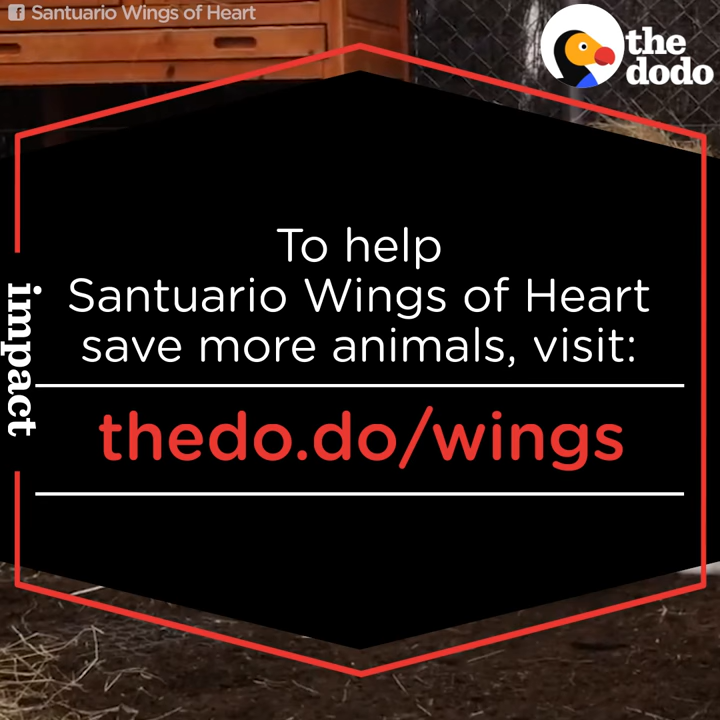 Santuario Wings of Heart
the
dodo
To help
Santuario Wings of Heart
save more animals, visit:
impact
thedo.do/wings